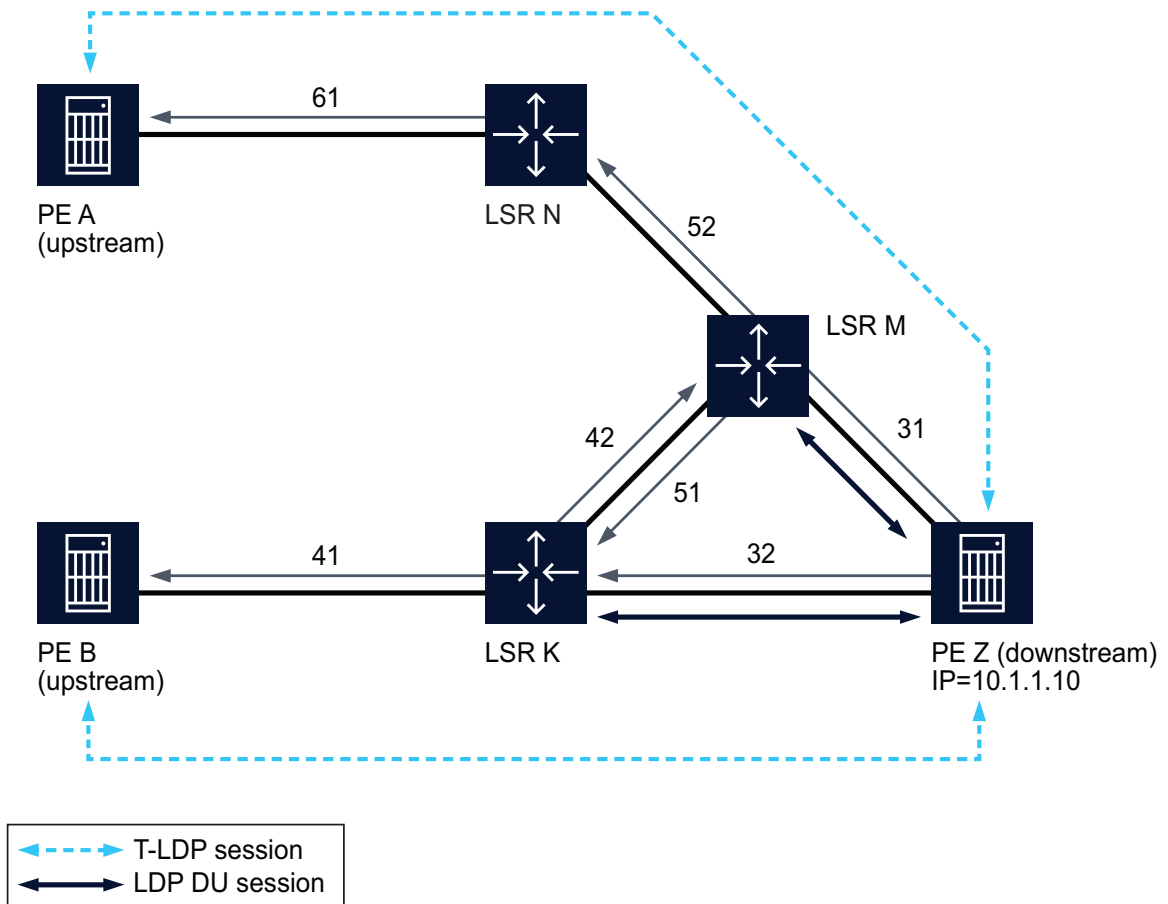 61
PE A
(upstream)
LSR N
52
LSR M
42
31
51
41
32
PE B
(upstream)
LSR K
PE Z (downstream)
IP=10.1.1.10
T-LDP session
LDP DU session